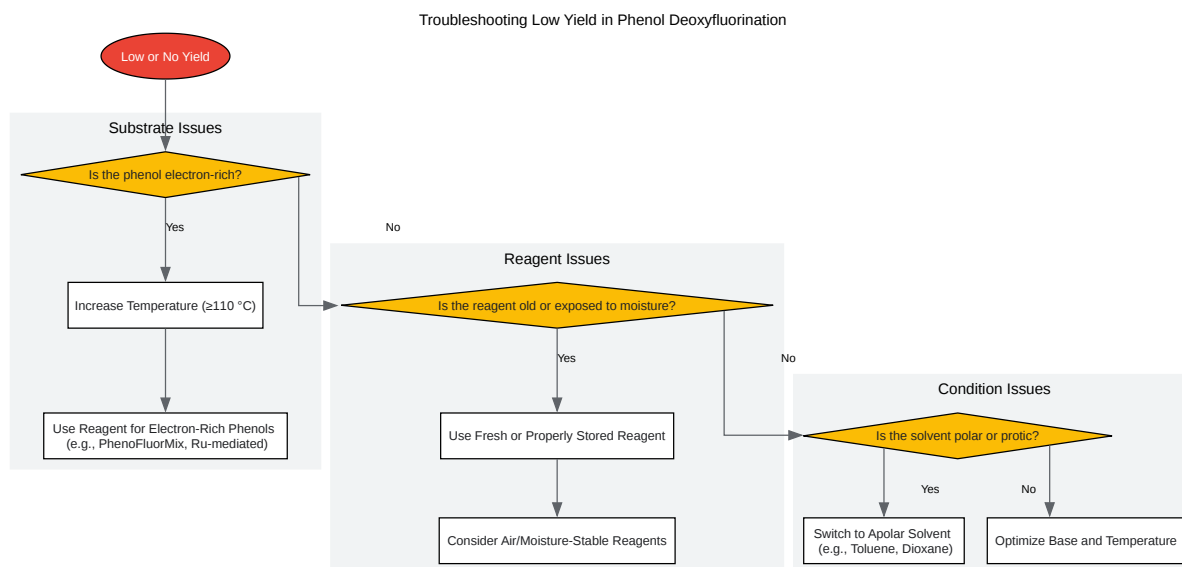 Troubleshooting Low Yield in Phenol Deoxyfluorination
Low or No Yield
Substrate Issues
Is the phenol electron-rich?
Yes
No
Increase Temperature (≥110 °C)
Use Reagent for Electron-Rich Phenols
(e.g., PhenoFluorMix, Ru-mediated)
Reagent Issues
Is the reagent old or exposed to moisture?
Yes
No
Use Fresh or Properly Stored Reagent
Consider Air/Moisture-Stable Reagents
Condition Issues
Is the solvent polar or protic?
Yes
No
Switch to Apolar Solvent
(e.g., Toluene, Dioxane)
Optimize Base and Temperature